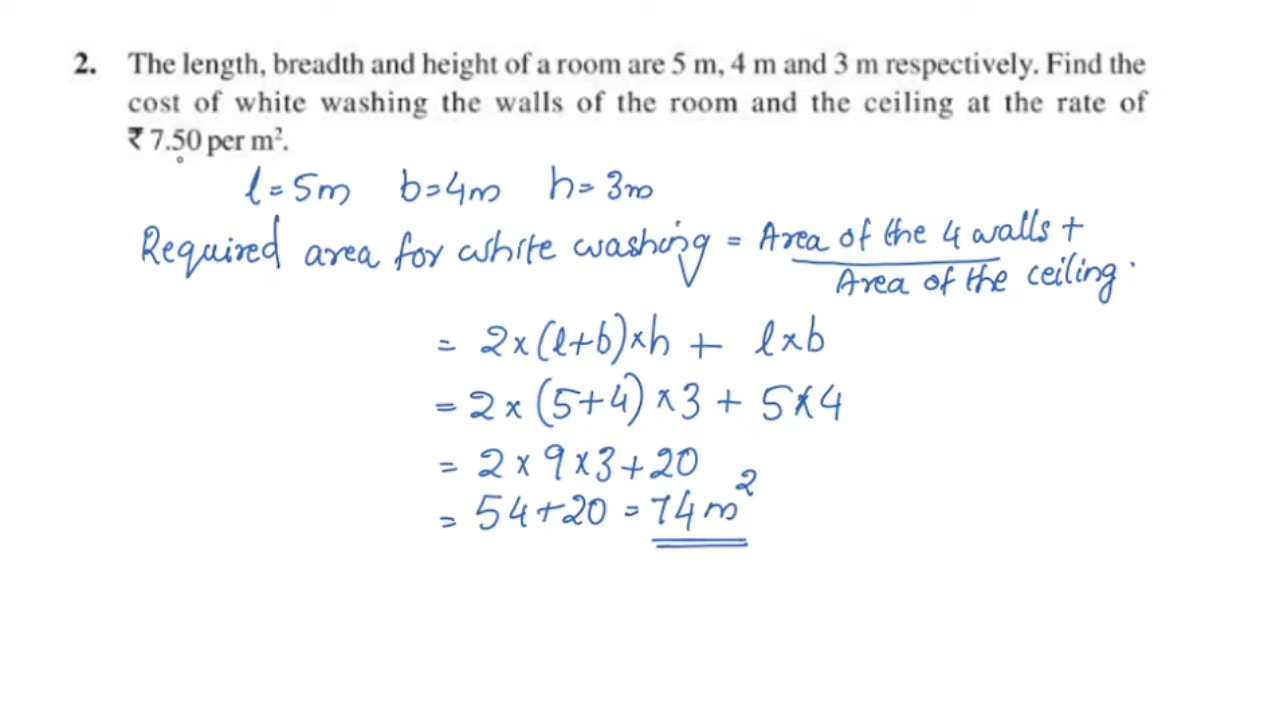 2. The length, breadth and height of a room are 5 m, 4 m and 3 m respectively. Find the
cost of white washing the walls of the room and the ceiling at the rate of
₹ 7.50 per m².
l = 5m b=4m h= 3m
Required area for white washing = Area of the 4 walls +
Area of the ceiling.
= 2×(l+b)×h + l×b
= 2×(5+4)×3 + 5×4
= 2×9×3+20
= 54+20 = 74m²